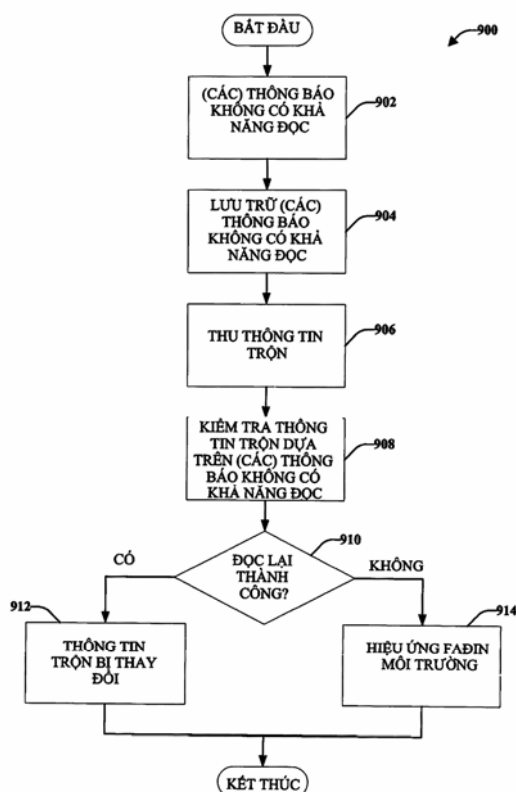 BẮT ĐẦU
900
(CÁC) THÔNG BÁO
KHÔNG CÓ KHẢ
NĂNG ĐỌC
902
LƯU TRỮ (CÁC)
THÔNG BÁO
KHÔNG CÓ KHẢ
NĂNG ĐỌC
904
THU THÔNG TIN
TRỘN
906
KIỂM TRA THÔNG
TIN TRỘN DỰA
TRÊN (CÁC) THÔNG
BÁO KHÔNG CÓ
KHẢ NĂNG ĐỌC
908
ĐỌC LẠI
THÀNH
CÔNG?
910
CÓ
KHÔNG
912
THÔNG TIN
TRỘN BỊ THAY
ĐỔI
914
HIỆU ỨNG FAĐIN
MÔI TRƯỜNG
KẾT THÚC